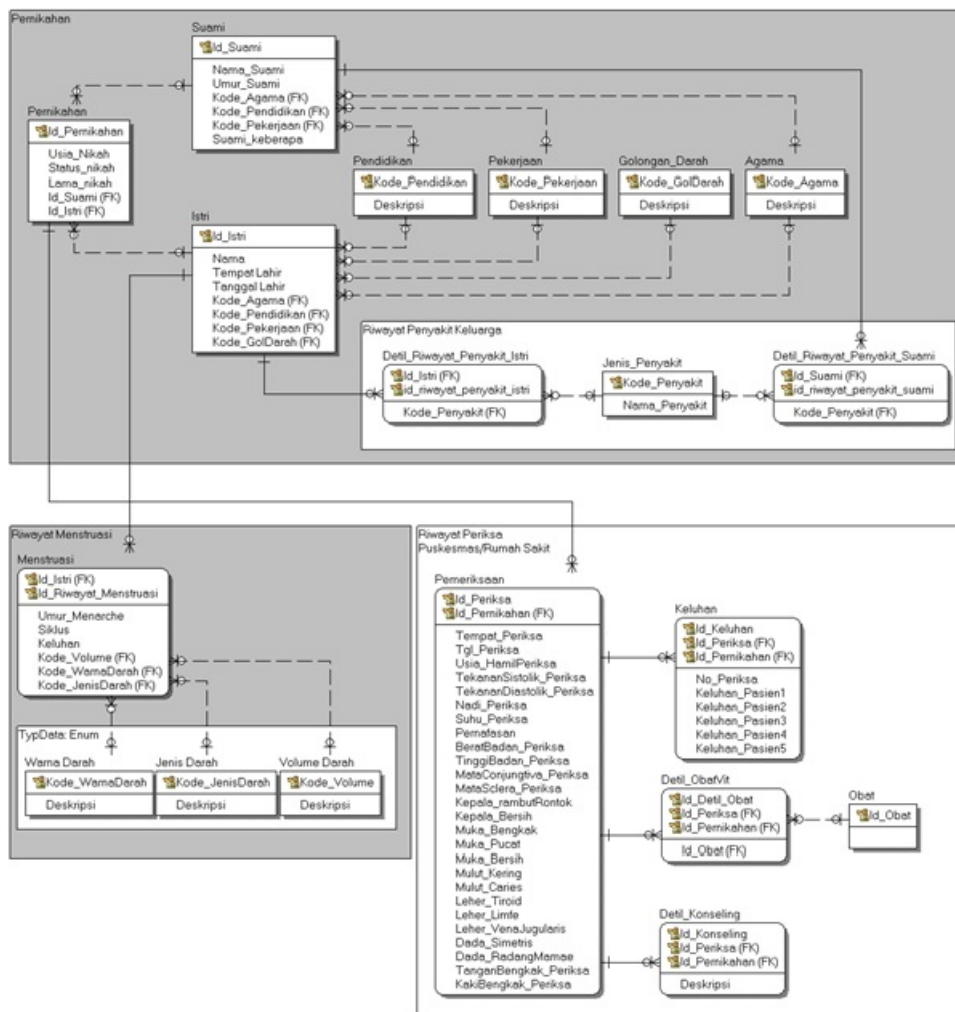 Pernikahan
Suami
Id_Suami
Nama_Suami
Umur_Suami
Kode_Agama (FK)
Kode_Pendidikan (FK)
Kode_Pekerjaan (FK)
Suami_keberapa
Pernikahan
Id_Pernikahan
Usia_Nikah
Status_nikah
Lama_nikah
Id_Suami (FK)
Id_Istri (FK)
Pendidikan
Kode_Pendidikan
Deskripsi
Pekerjaan
Kode_Pekerjaan
Deskripsi
Golongan_Darah
Kode_GolDarah
Deskripsi
Agama
Kode_Agama
Deskripsi
Istri
Id_Istri
Nama
Tempat Lahir
Tanggal Lahir
Kode_Agama (FK)
Kode_Pendidikan (FK)
Kode_Pekerjaan (FK)
Kode_GolDarah (FK)
Riwayat Penyakit Keluarga
Detil_Riwayat_Penyakit_Istri
Id_Istri (FK)
id_riwayat_penyakit_istri
Kode_Penyakit (FK)
Jenis_Penyakit
Kode_Penyakit
Nama_Penyakit
Detil_Riwayat_Penyakit_Suami
Id_Suami (FK)
id_riwayat_penyakit_suami
Kode_Penyakit (FK)
Riwayat Menstruasi
Menstruasi
Id_Istri (FK)
Id_Riwayat_Menstruasi
Umur_Menarche
Siklus
Keluhan
Kode_Volume (FK)
Kode_WarnaDarah (FK)
Kode_JenisDarah (FK)
TypData: Enum
Warna Darah
Kode_WarnaDarah
Deskripsi
Jenis Darah
Kode_JenisDarah
Deskripsi
Volume Darah
Kode_Volume
Deskripsi
Riwayat Periksa
Puskesmas/Rumah Sakit
Pemeriksaan
Id_Periksa
Id_Pernikahan (FK)
Tempat_Periksa
Tgl_Periksa
Usia_HamilPeriksa
TekananSistolik_Periksa
TekananDiastolik_Periksa
Nadi_Periksa
Suhu_Periksa
Pernafasan
BeratBadan_Periksa
TinggiBadan_Periksa
MataConjungtiva_Periksa
MataSclera_Periksa
Kepala_rambutRontok
Kepala_Bersih
Muka_Bengkak
Muka_Pucat
Muka_Bersih
Mulut_Kering
Mulut_Caries
Leher_Tiroid
Leher_Limfe
Leher_VenaJugularis
Dada_Simetris
Dada_RadangMamae
TanganBengkak_Periksa
KakiBengkak_Periksa
Keluhan
Id_Keluhan
Id_Periksa (FK)
Id_Pernikahan (FK)
No_Periksa
Keluhan_Pasien1
Keluhan_Pasien2
Keluhan_Pasien3
Keluhan_Pasien4
Keluhan_Pasien5
Detil_ObatVit
Id_Detil_Obat
Id_Periksa (FK)
Id_Pernikahan (FK)
Id_Obat (FK)
Obat
Id_Obat
Detil_Konseling
Id_Konseling
Id_Periksa (FK)
Id_Pernikahan (FK)
Deskripsi